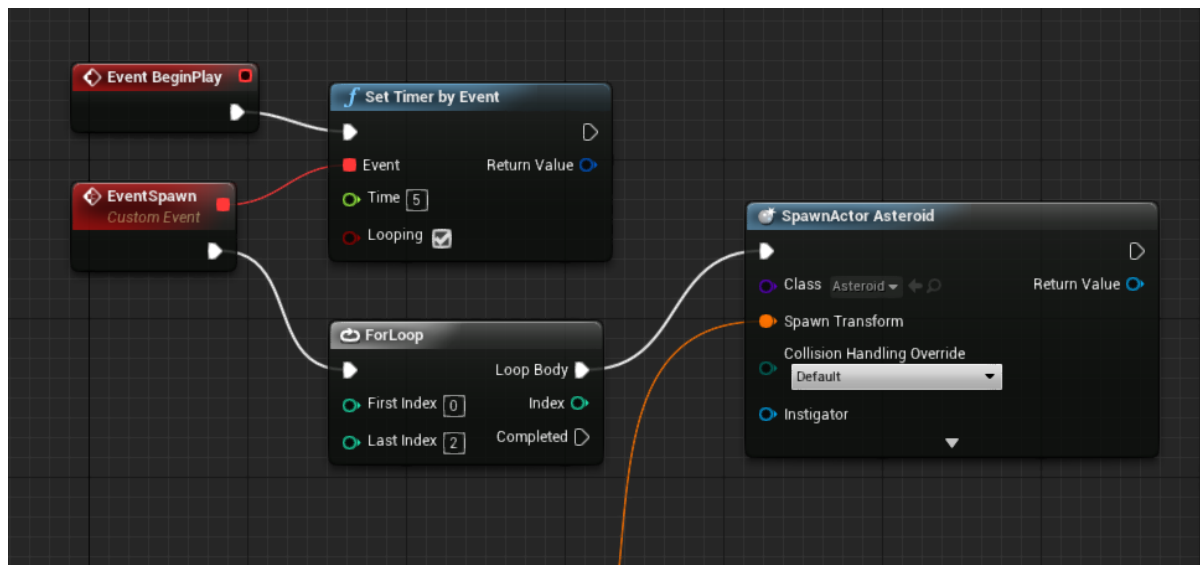 Event BeginPlay
Set Timer by Event
Event
Return Value
Time 5
Looping
EventSpawn
Custom Event
ForLoop
Loop Body
First Index 0
Index
Last Index 2
Completed
SpawnActor Asteroid
Class Asteroid
Return Value
Spawn Transform
Collision Handling Override
Default
Instigator